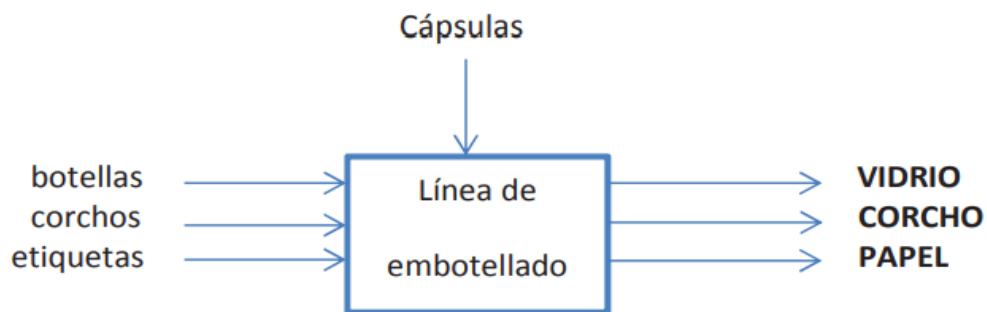 Cápsulas
botellas
corchos
etiquetas
Línea de
embotellado
VIDRIO
CORCHO
PAPEL